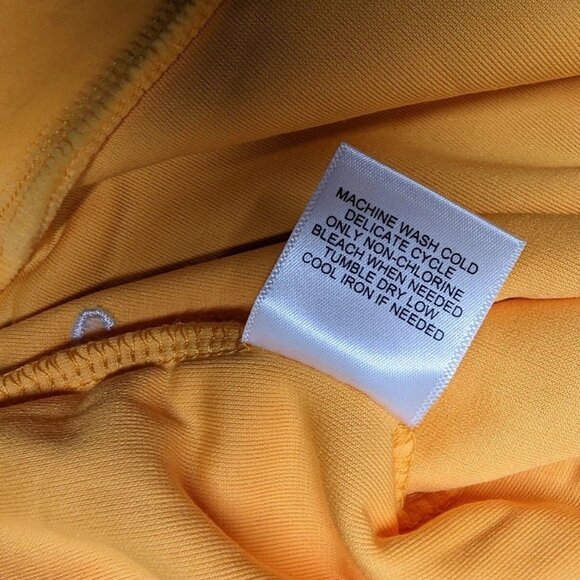 MACHINE WASH COLD
DELICATE CYCLE
ONLY NON-CHLORINE
BLEACH WHEN NEEDED
TUMBLE DRY LOW
COOL IRON IF NEEDED